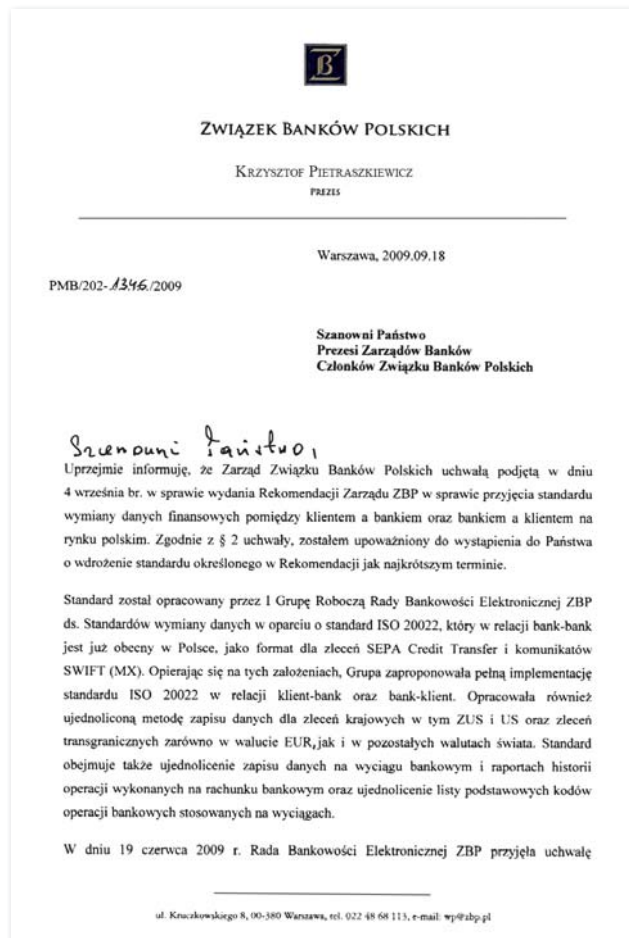 B
ZWIĄZEK BANKÓW POLSKICH
KRZYSZTOF PIETRASZKIEWICZ
PREZES
Warszawa, 2009.09.18
PMB/202-1346./2009
Szanowni Państwo
Prezesi Zarządów Banków
Członków Związku Banków Polskich
Szanowni Państwo,
Uprzejmie informuję, że Zarząd Związku Banków Polskich uchwałą podjętą w dniu
4 września br. w sprawie wydania Rekomendacji Zarządu ZBP w sprawie przyjęcia standardu
wymiany danych finansowych pomiędzy klientem a bankiem oraz bankiem a klientem na
rynku polskim. Zgodnie z § 2 uchwały, zostałem upoważniony do wystąpienia do Państwa
o wdrożenie standardu określonego w Rekomendacji jak najkrótszym terminie.
Standard został opracowany przez I Grupę Roboczą Rady Bankowości Elektronicznej ZBP
ds. Standardów wymiany danych w oparciu o standard ISO 20022, który w relacji bank-bank
jest już obecny w Polsce, jako format dla zleceń SEPA Credit Transfer i komunikatów
SWIFT (MX). Opierając się na tych założeniach, Grupa zaproponowała pełną implementację
standardu ISO 20022 w relacji klient-bank oraz bank-klient. Opracowała również
ujednoliconą metodę zapisu danych dla zleceń krajowych w tym ZUS i US oraz zleceń
transgranicznych zarówno w walucie EUR, jak i w pozostałych walutach świata. Standard
obejmuje także ujednolicenie zapisu danych na wyciągu bankowym i raportach historii
operacji wykonanych na rachunku bankowym oraz ujednolicenie listy podstawowych kodów
operacji bankowych stosowanych na wyciągach.
W dniu 19 czerwca 2009 r. Rada Bankowości Elektronicznej ZBP przyjęła uchwałę
ul. Kruczkowskiego 8, 00-380 Warszawa, tel. 022 48 68 113, e-mail: wp@zbp.pl